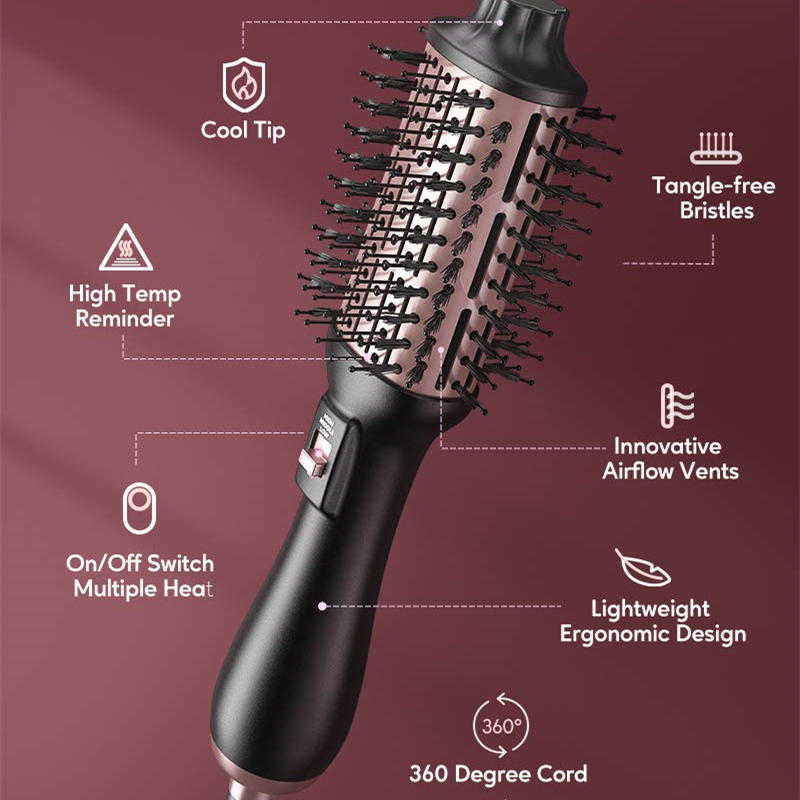 Cool Tip
Tangle-free
Bristles
High Temp
Reminder
Innovative
Airflow Vents
On/Off Switch
Multiple Heat
Lightweight
Ergonomic Design
360°
360 Degree Cord